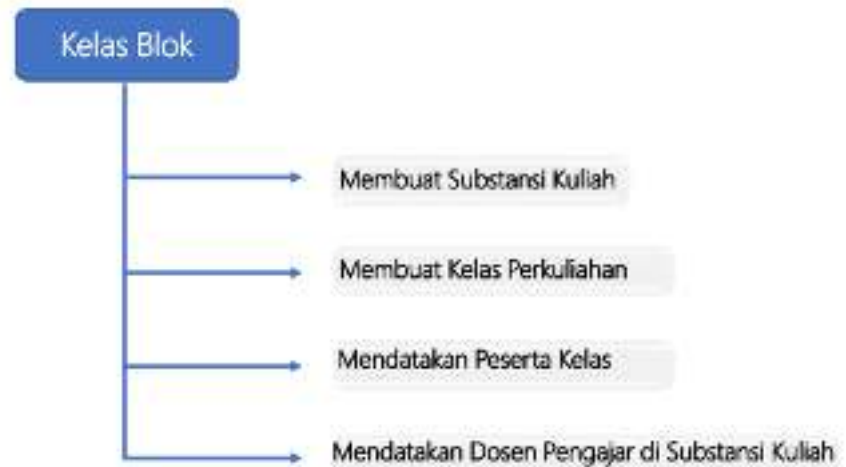 Kelas Blok
Membuat Substansi Kuliah
Membuat Kelas Perkuliahan
Mendatakan Peserta Kelas
Mendatakan Dosen Pengajar di Substansi Kuliah